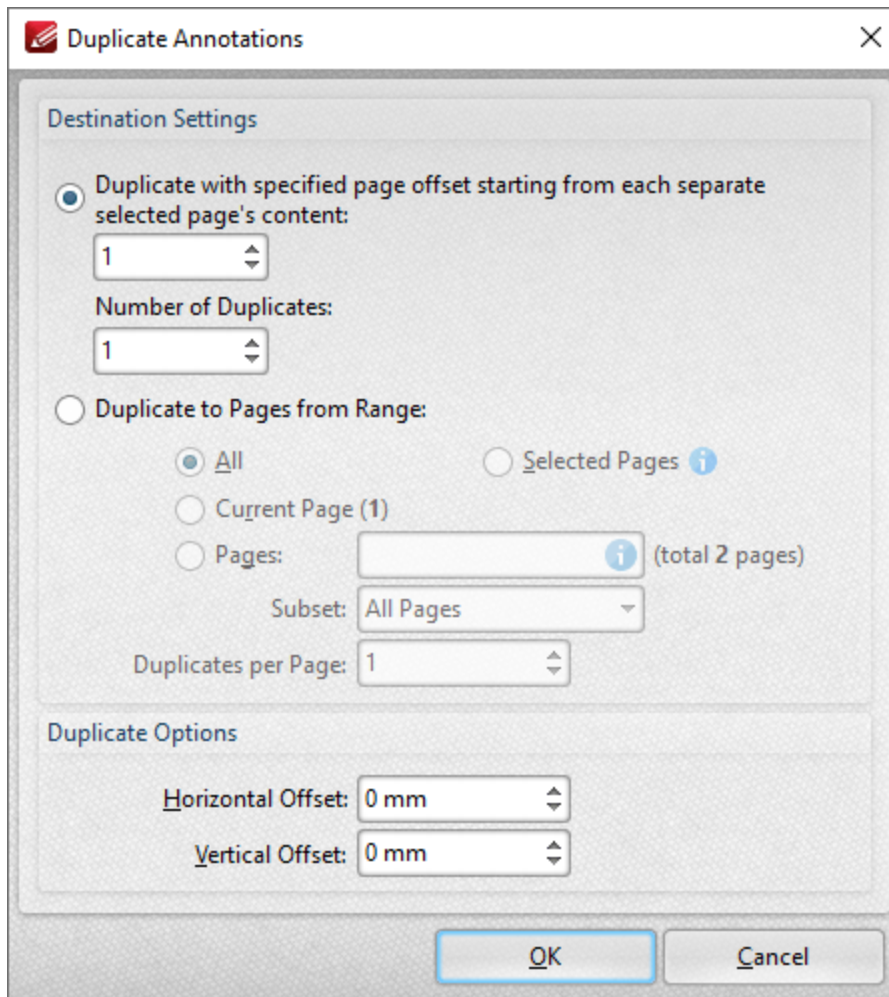 Duplicate Annotations
Destination Settings
Duplicate with specified page offset starting from each separate
selected page's content:
1
Number of Duplicates:
1
Duplicate to Pages from Range:
All
Selected Pages
Current Page (1)
Pages:
(total 2 pages)
Subset: All Pages
Duplicates per Page: 1
Duplicate Options
Horizontal Offset: 0 mm
Vertical Offset: 0 mm
OK
Cancel